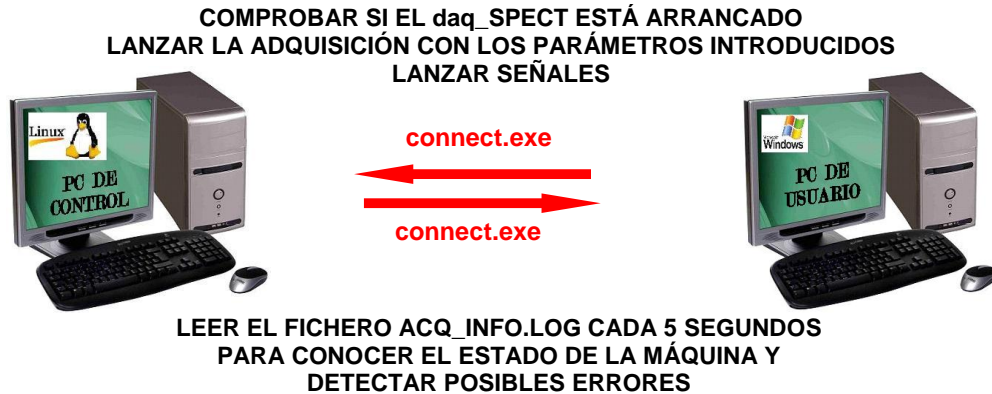 COMPROBAR SI EL daq_SPECT ESTÁ ARRANCADO
LANZAR LA ADQUISICIÓN CON LOS PARÁMETROS INTRODUCIDOS
LANZAR SEÑALES
Linux
PC DE
CONTROL
connect.exe
connect.exe
Microsoft
Windows
PC DE
USUARIO
LEER EL FICHERO ACQ_INFO.LOG CADA 5 SEGUNDOS
PARA CONOCER EL ESTADO DE LA MÁQUINA Y
DETECTAR POSIBLES ERRORES